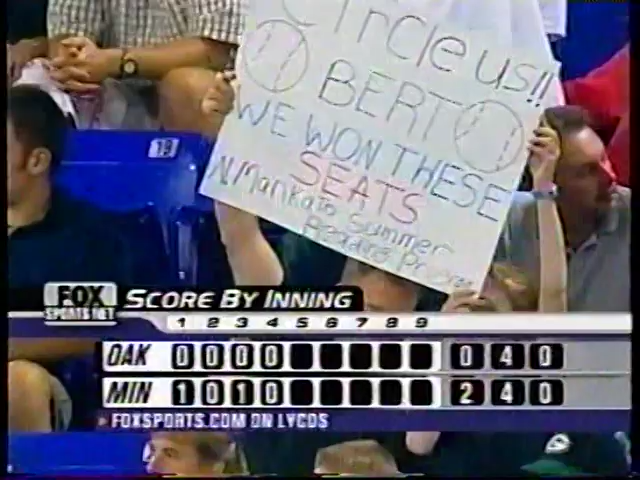 Circle us!!
BERT
WE WON THESE
SEATS
N. Mankato Summer
Reading Program
19
FOX
SPORTS NET
SCORE BY INNING
1 2 3 4 5 6 7 8 9
OAK 0 0 0 0 0 4 0
MIN 1 0 1 0 2 4 0
FOXSPORTS.COM ON LYCOS